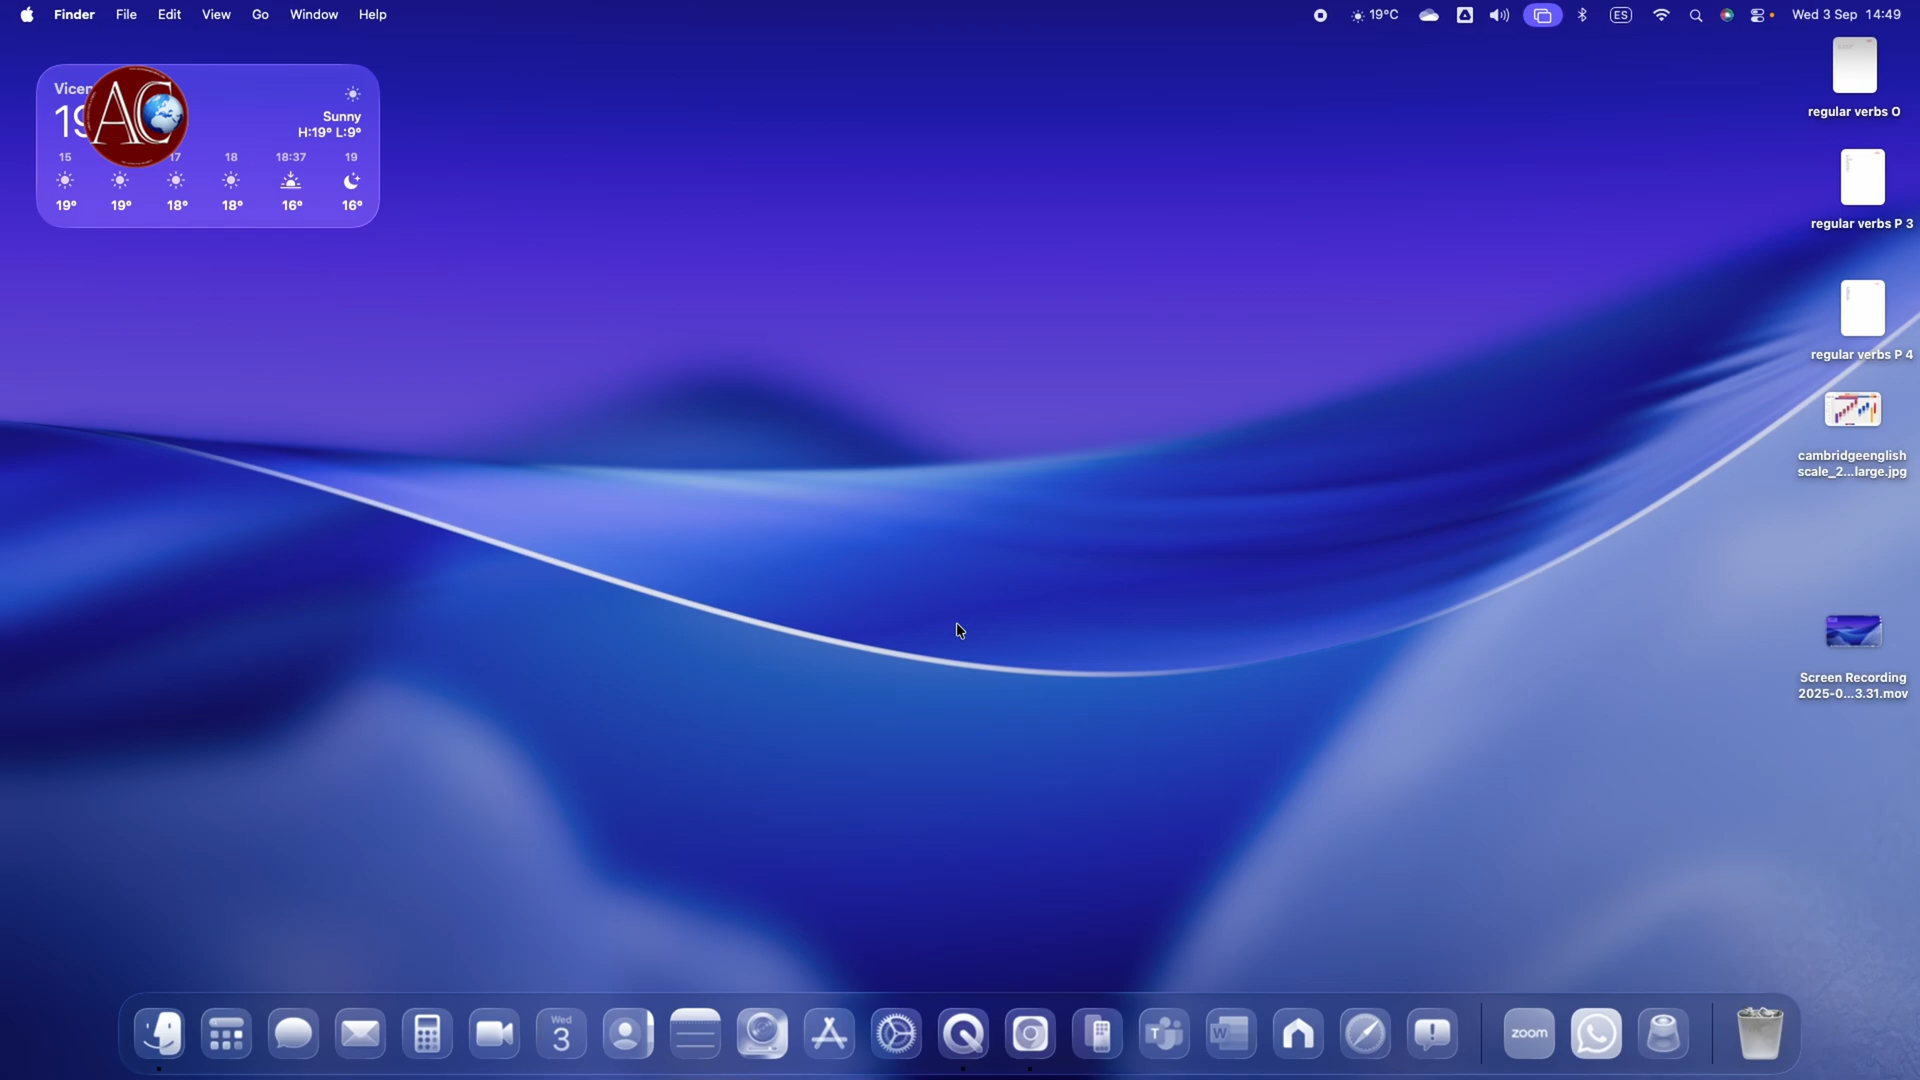 Finder File Edit View Go Window Help
19°C ES Wed 3 Sep 14:49
AC
Sunny
H:19° L:9°
15 17 18 18:37 19
19° 19° 18° 18° 16° 16°
regular verbs O
regular verbs P 3
regular verbs P 4
cambridgeenglish
scale_2...large.jpg
Screen Recording
2025-0...3.31.mov
Wed
3
T
W
zoom